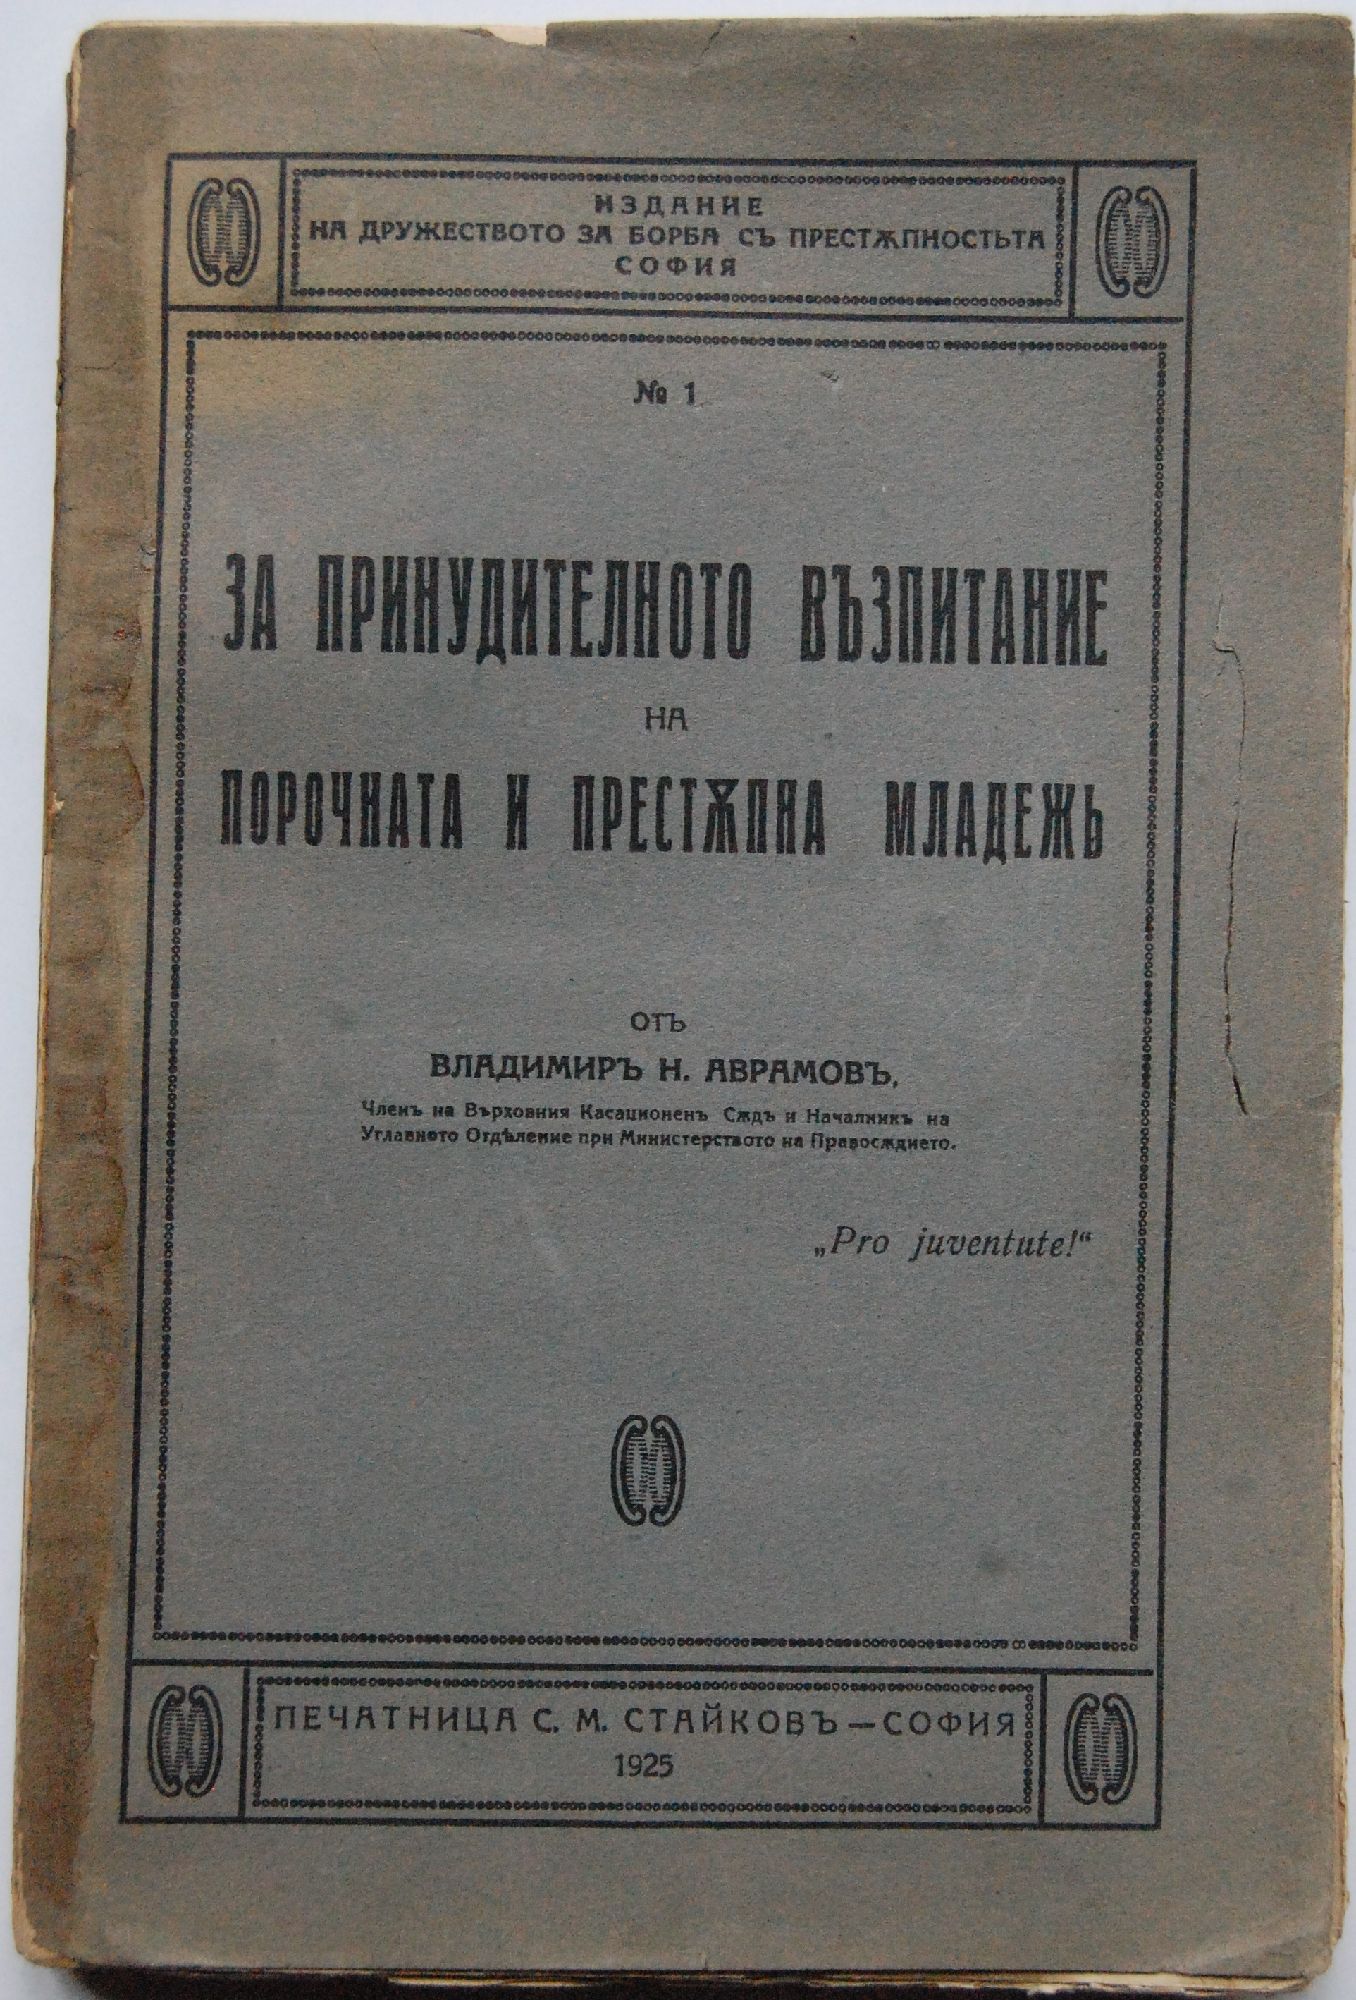 ИЗДАНИЕ
НА ДРУЖЕСТВОТО ЗА БОРБА СЪ ПРЕСТѪПНОСТЬТА
СОФИЯ
№ 1
ЗА ПРИНУДИТЕЛНОТО ВЪЗПИТАНИЕ
НА
ПОРОЧНАТА И ПРЕСТѪПНА МЛАДЕЖЬ
ОТЪ
ВЛАДИМИРЪ Н. АВРАМОВЪ,
Членъ на Върховния Касационенъ Сѫдъ и Началникъ на
Углавното Отдѣление при Министерството на Правосѫдието.
„Pro juventute!“
ПЕЧАТНИЦА С. М. СТАЙКОВЪ — СОФИЯ
1925